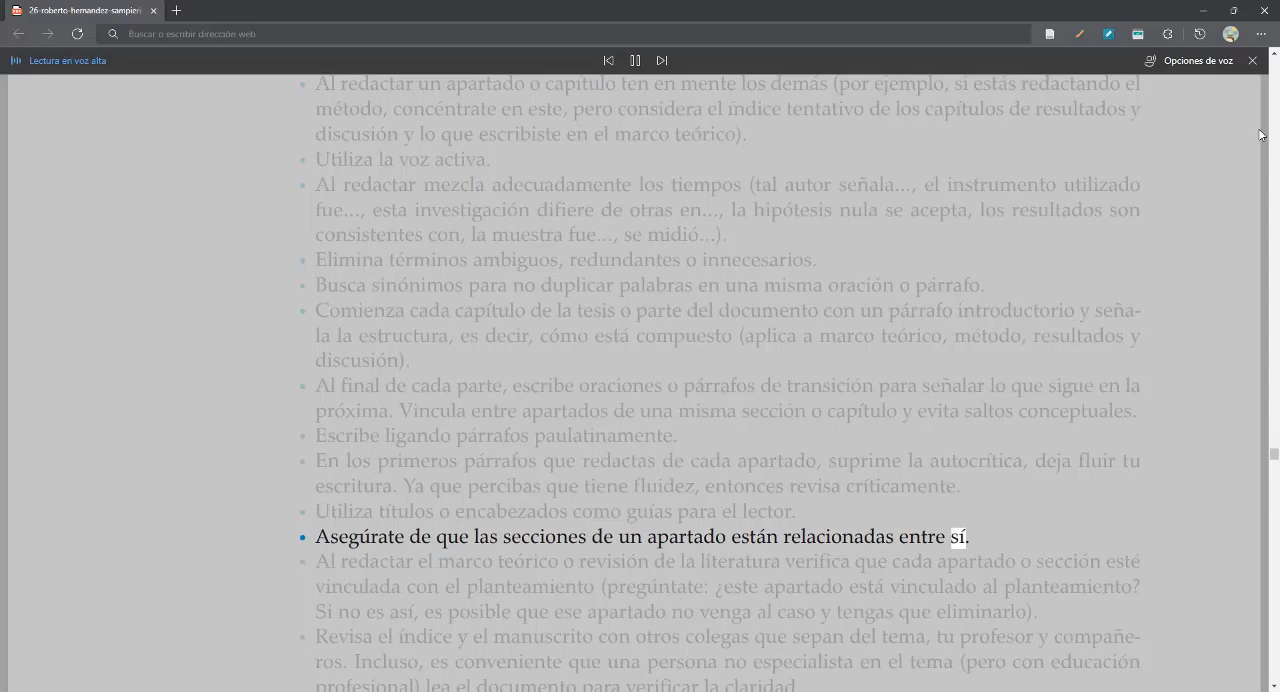 26-roberto-hernandez-sampieri
Buscar o escribir dirección web
Lectura en voz alta
Opciones de voz
• Al redactar un apartado o capítulo ten en mente los demás (por ejemplo, si estás redactando el
método, concéntrate en este, pero considera el índice tentativo de los capítulos de resultados y
discusión y lo que escribiste en el marco teórico).
• Utiliza la voz activa.
• Al redactar mezcla adecuadamente los tiempos (tal autor señala..., el instrumento utilizado
fue..., esta investigación difiere de otras en..., la hipótesis nula se acepta, los resultados son
consistentes con, la muestra fue..., se midió...).
• Elimina términos ambiguos, redundantes o innecesarios.
• Busca sinónimos para no duplicar palabras en una misma oración o párrafo.
• Comienza cada capítulo de la tesis o parte del documento con un párrafo introductorio y seña-
la la estructura, es decir, cómo está compuesto (aplica a marco teórico, método, resultados y
discusión).
• Al final de cada parte, escribe oraciones o párrafos de transición para señalar lo que sigue en la
próxima. Vincula entre apartados de una misma sección o capítulo y evita saltos conceptuales.
• Escribe ligando párrafos paulatinamente.
• En los primeros párrafos que redactas de cada apartado, suprime la autocrítica, deja fluir tu
escritura. Ya que percibas que tiene fluidez, entonces revisa críticamente.
• Utiliza títulos o encabezados como guías para el lector.
• Asegúrate de que las secciones de un apartado están relacionadas entre sí.
• Al redactar el marco teórico o revisión de la literatura verifica que cada apartado o sección esté
vinculada con el planteamiento (pregúntate: ¿este apartado está vinculado al planteamiento?
Si no es así, es posible que ese apartado no venga al caso y tengas que eliminarlo).
• Revisa el índice y el manuscrito con otros colegas que sepan del tema, tu profesor y compañe-
ros. Incluso, es conveniente que una persona no especialista en el tema (pero con educación
profesional) lea el documento para verificar la claridad